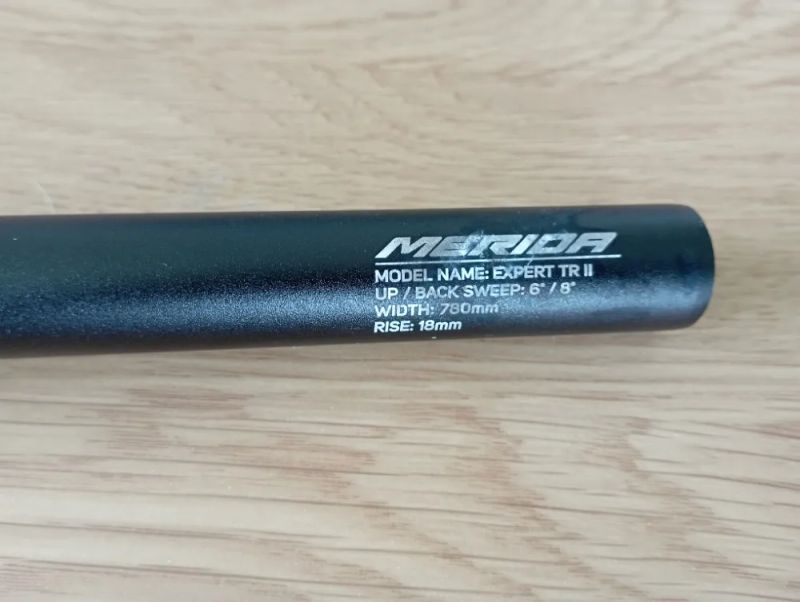 MERIDA
MODEL NAME: EXPERT TR II
UP / BACK SWEEP: 6° / 8°
WIDTH: 780mm
RISE: 18mm